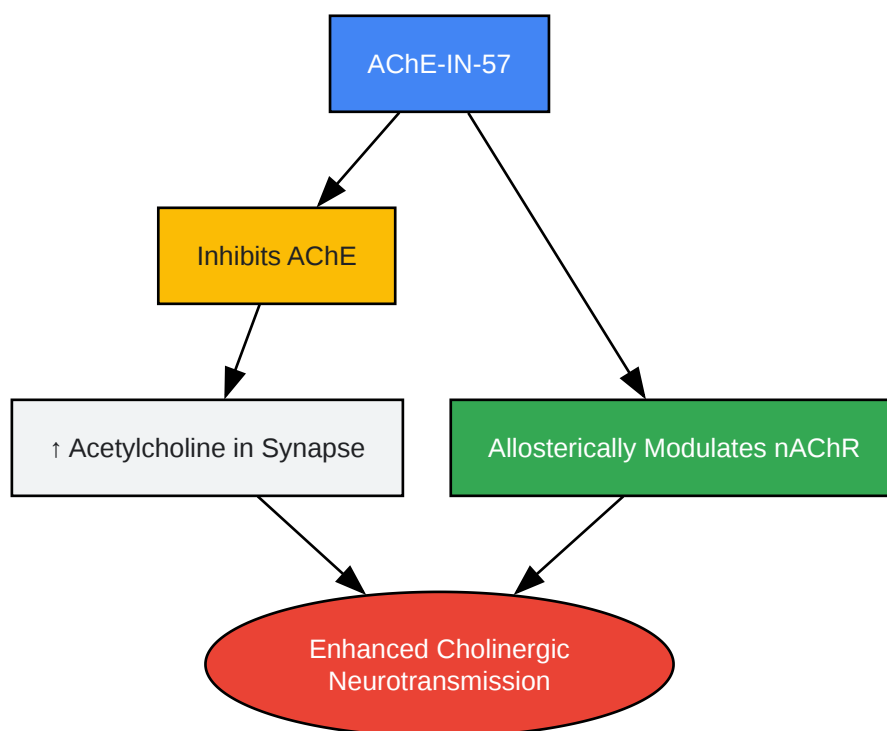 AChE-IN-57
Inhibits AChE
↑ Acetylcholine in Synapse
Allosterically Modulates nAChR
Enhanced Cholinergic
Neurotransmission